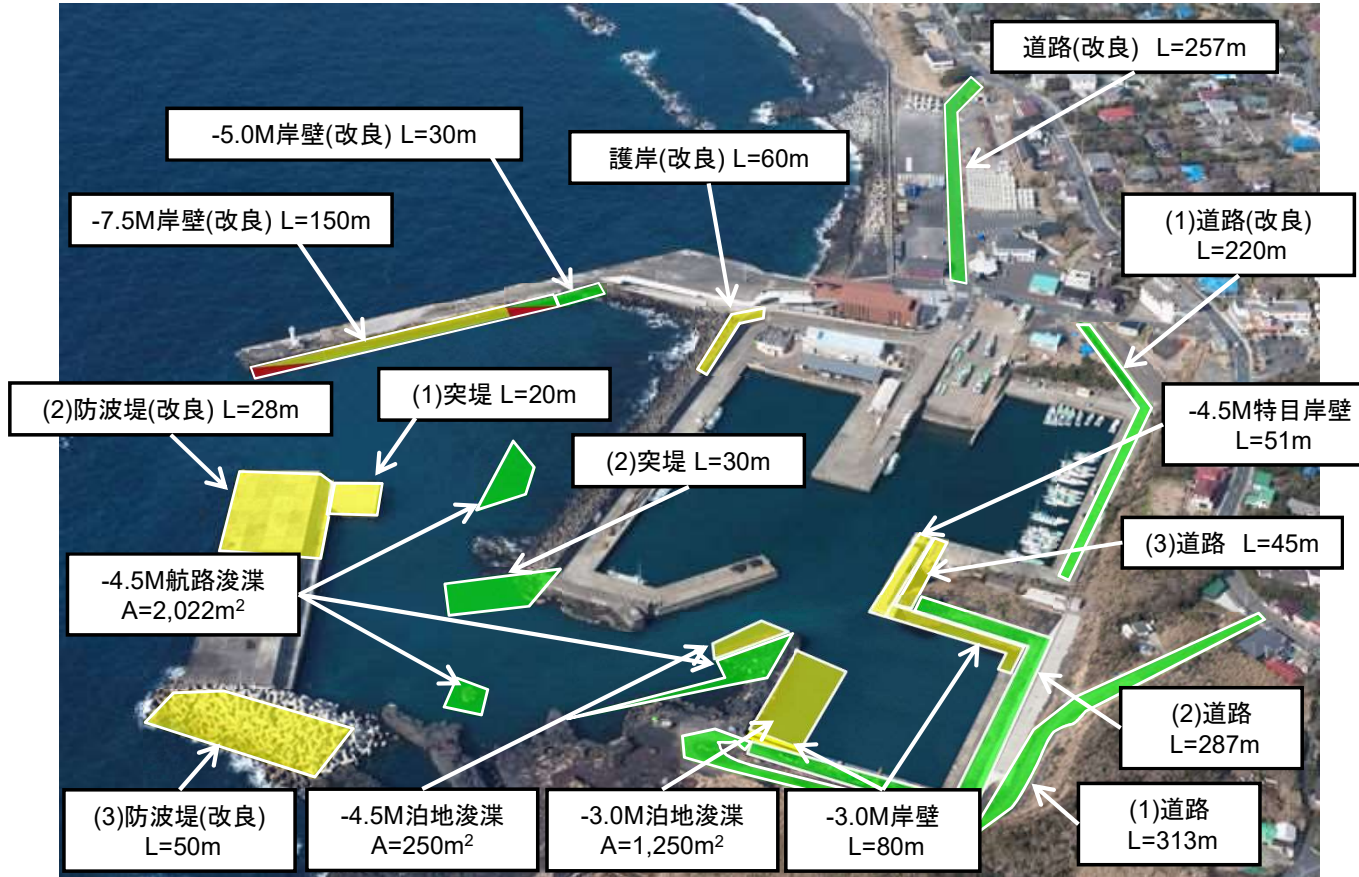 道路(改良) L=257m
-5.0M岸壁(改良) L=30m
護岸(改良) L=60m
-7.5M岸壁(改良) L=150m
(1)道路(改良)
L=220m
(2)防波堤(改良) L=28m
(1)突堤 L=20m
-4.5M特目岸壁
L=51m
(2)突堤 L=30m
(3)道路 L=45m
-4.5M航路浚渫
A=2,022m²
(2)道路
L=287m
(3)防波堤(改良)
L=50m
-4.5M泊地浚渫
A=250m²
-3.0M泊地浚渫
A=1,250m²
-3.0M岸壁
L=80m
(1)道路
L=313m